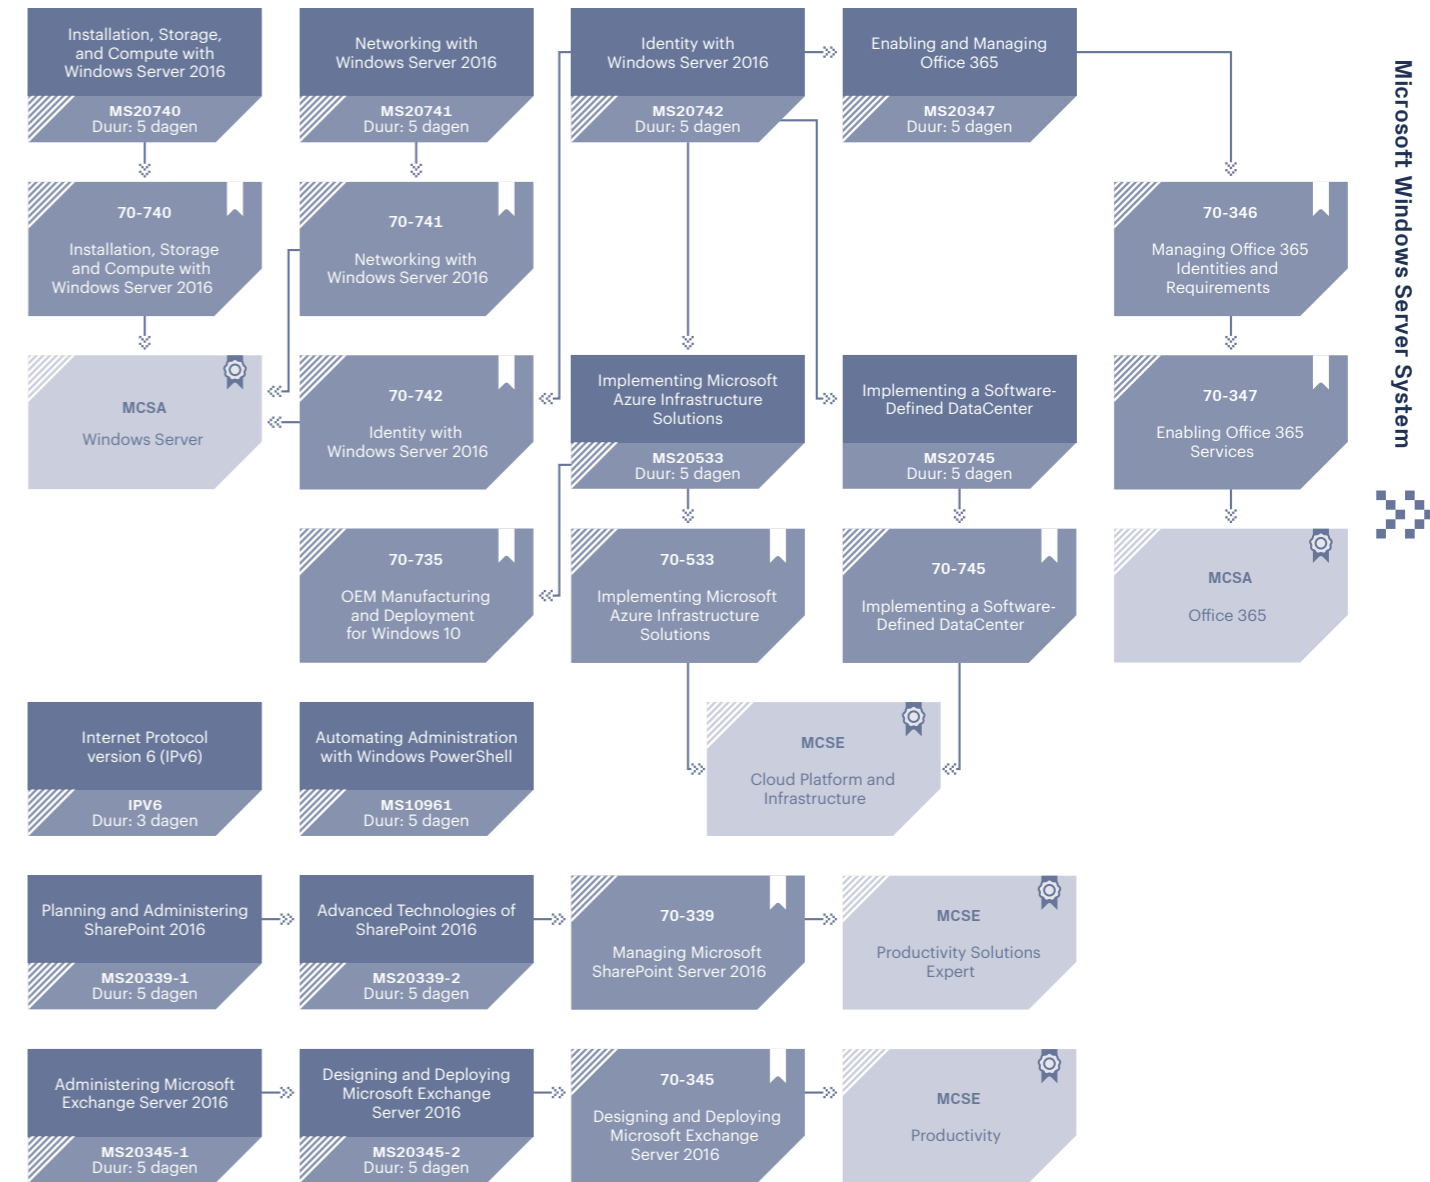 Installation, Storage,
and Compute with
Windows Server 2016
MS20740
Duur: 5 dagen
Networking with
Windows Server 2016
MS20741
Duur: 5 dagen
Identity with
Windows Server 2016
MS20742
Duur: 5 dagen
Enabling and Managing
Office 365
MS20347
Duur: 5 dagen
Microsoft Windows Server System
70-740
Installation, Storage
and Compute with
Windows Server 2016
70-741
Networking with
Windows Server 2016
70-346
Managing Office 365
Identities and
Requirements
MCSA
Windows Server
70-742
Identity with
Windows Server 2016
Implementing Microsoft
Azure Infrastructure
Solutions
MS20533
Duur: 5 dagen
Implementing a Software-
Defined DataCenter
MS20745
Duur: 5 dagen
70-347
Enabling Office 365
Services
70-735
OEM Manufacturing
and Deployment
for Windows 10
70-533
Implementing Microsoft
Azure Infrastructure
Solutions
70-745
Implementing a Software-
Defined DataCenter
MCSA
Office 365
Internet Protocol
version 6 (IPv6)
IPV6
Duur: 3 dagen
Automating Administration
with Windows PowerShell
MS10961
Duur: 5 dagen
MCSE
Cloud Platform and
Infrastructure
Planning and Administering
SharePoint 2016
MS20339-1
Duur: 5 dagen
Advanced Technologies of
SharePoint 2016
MS20339-2
Duur: 5 dagen
70-339
Managing Microsoft
SharePoint Server 2016
MCSE
Productivity Solutions
Expert
Administering Microsoft
Exchange Server 2016
MS20345-1
Duur: 5 dagen
Designing and Deploying
Microsoft Exchange
Server 2016
MS20345-2
Duur: 5 dagen
70-345
Designing and Deploying
Microsoft Exchange
Server 2016
MCSE
Productivity